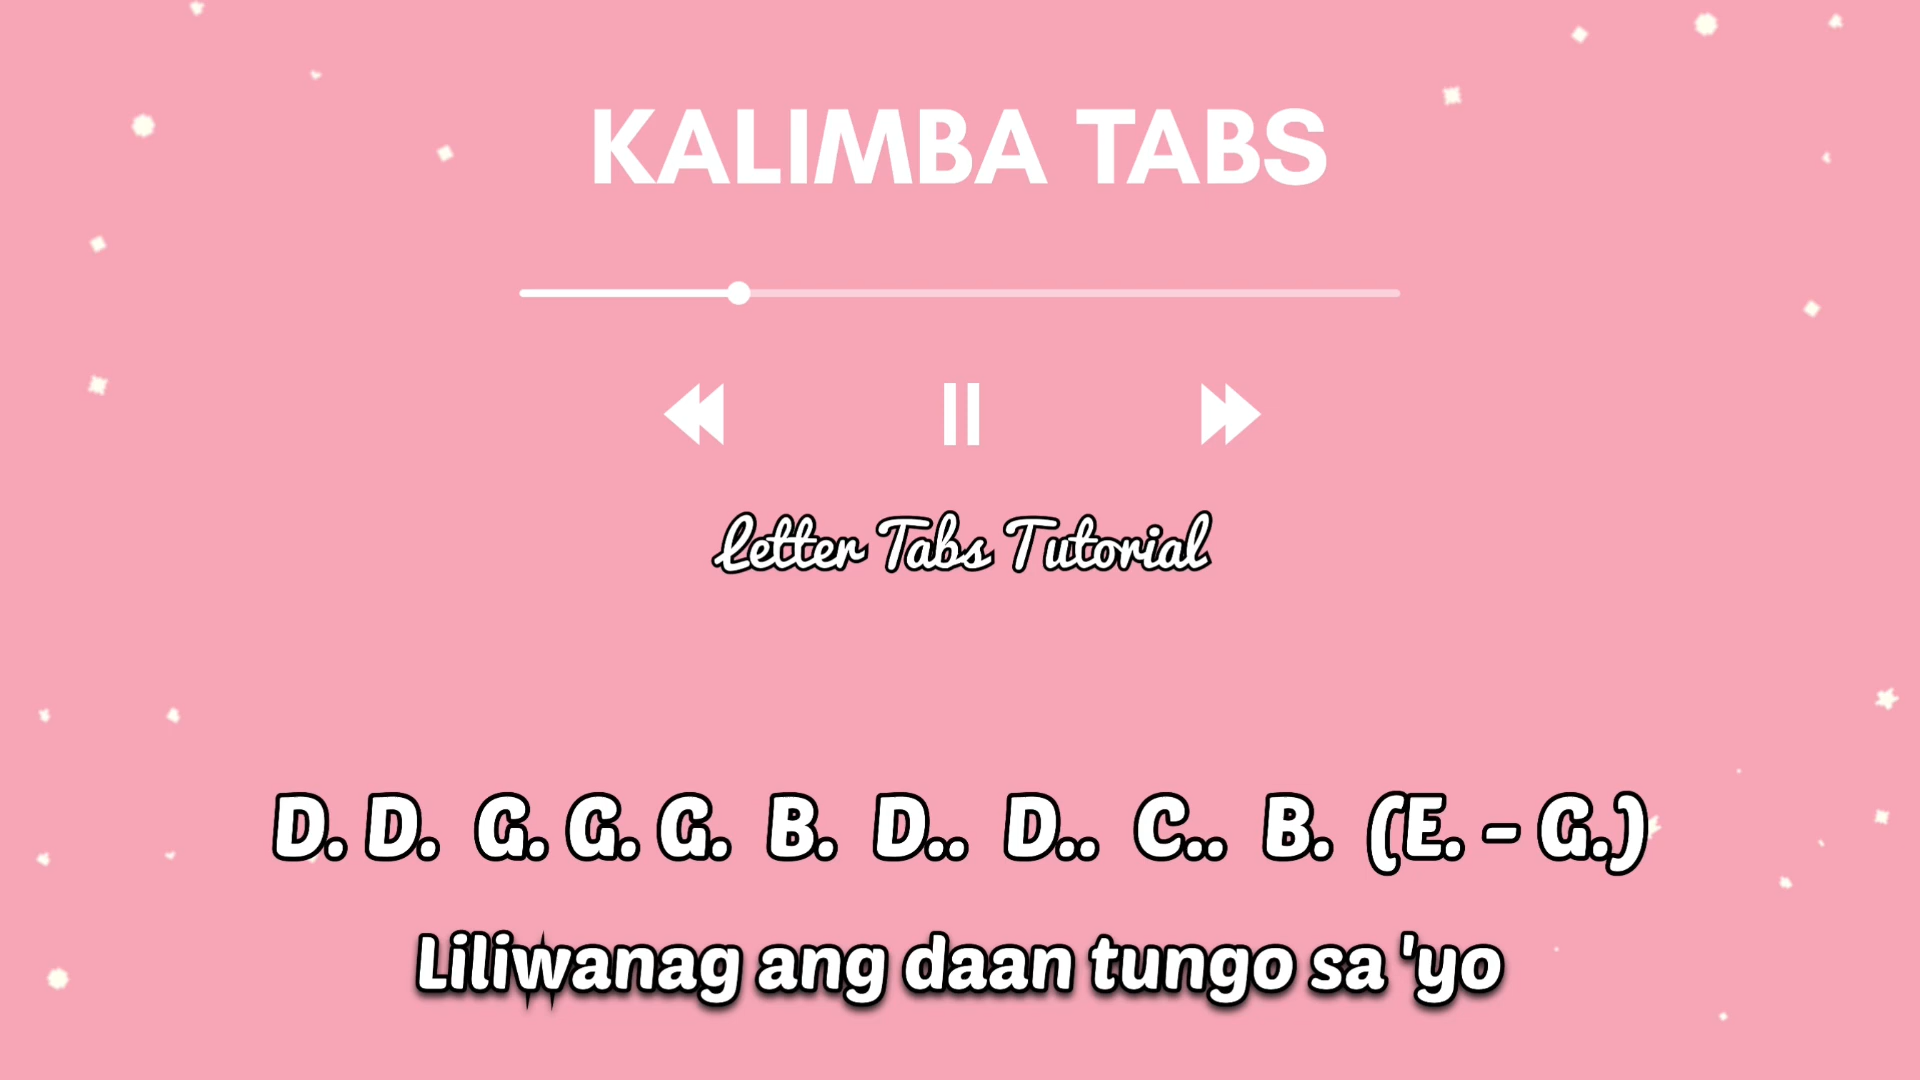 KALIMBA TABS
Letter Tabs Tutorial
D. D. G. G. G. B. D.. D.. C.. B. (E. - G.)
Liliwanag ang daan tungo sa 'yo